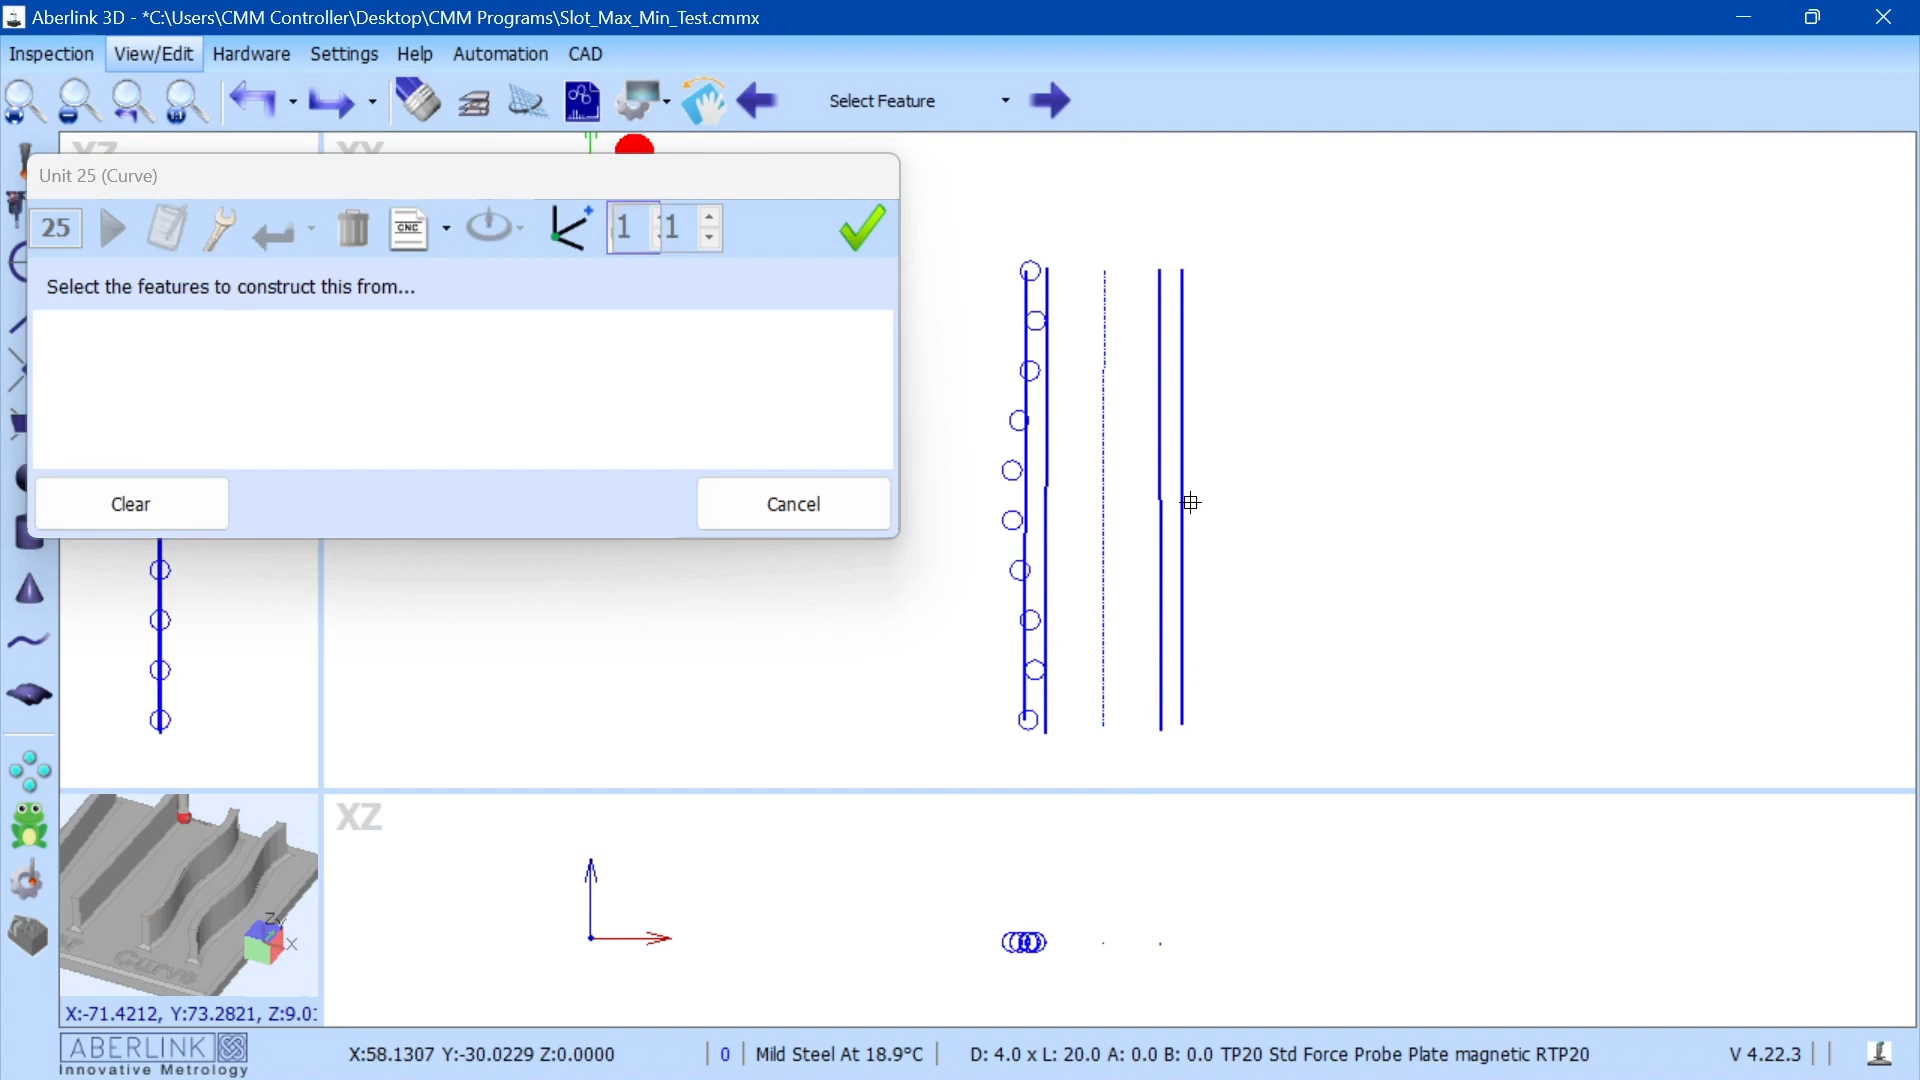 Aberlink 3D - *C:\Users\CMM Controller\Desktop\CMM Programs\Slot_Max_Min_Test.cmmx
Inspection View/Edit Hardware Settings Help Automation CAD
Select Feature
Unit 25 (Curve)
25 CNC 1 1
Select the features to construct this from...
Clear Cancel
XZ
Curve
Z
X
X:-71.4212, Y:73.2821, Z:9.0
ABERLINK
Innovative Metrology
X:58.1307 Y:-30.0229 Z:0.0000
0
Mild Steel At 18.9°C
D: 4.0 x L: 20.0 A: 0.0 B: 0.0 TP20 Std Force Probe Plate magnetic RTP20
V 4.22.3